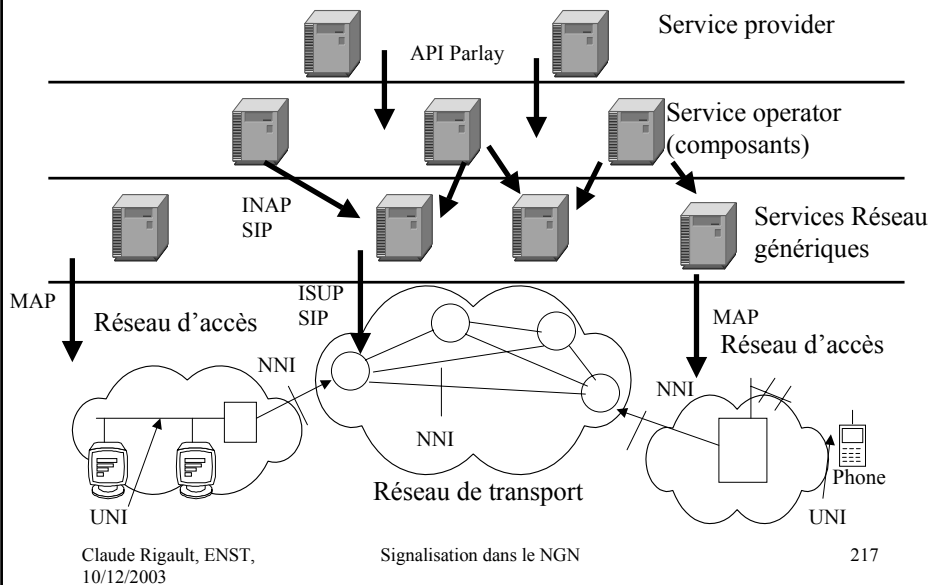 Service provider
API Parlay
Service operator
(composants)
INAP
SIP
Services Réseau
génériques
MAP
ISUP
SIP
MAP
Réseau d'accès
Réseau d'accès
NNI
NNI
NNI
Réseau de transport
Phone
UNI
UNI
Claude Rigault, ENST,
10/12/2003
Signalisation dans le NGN
217